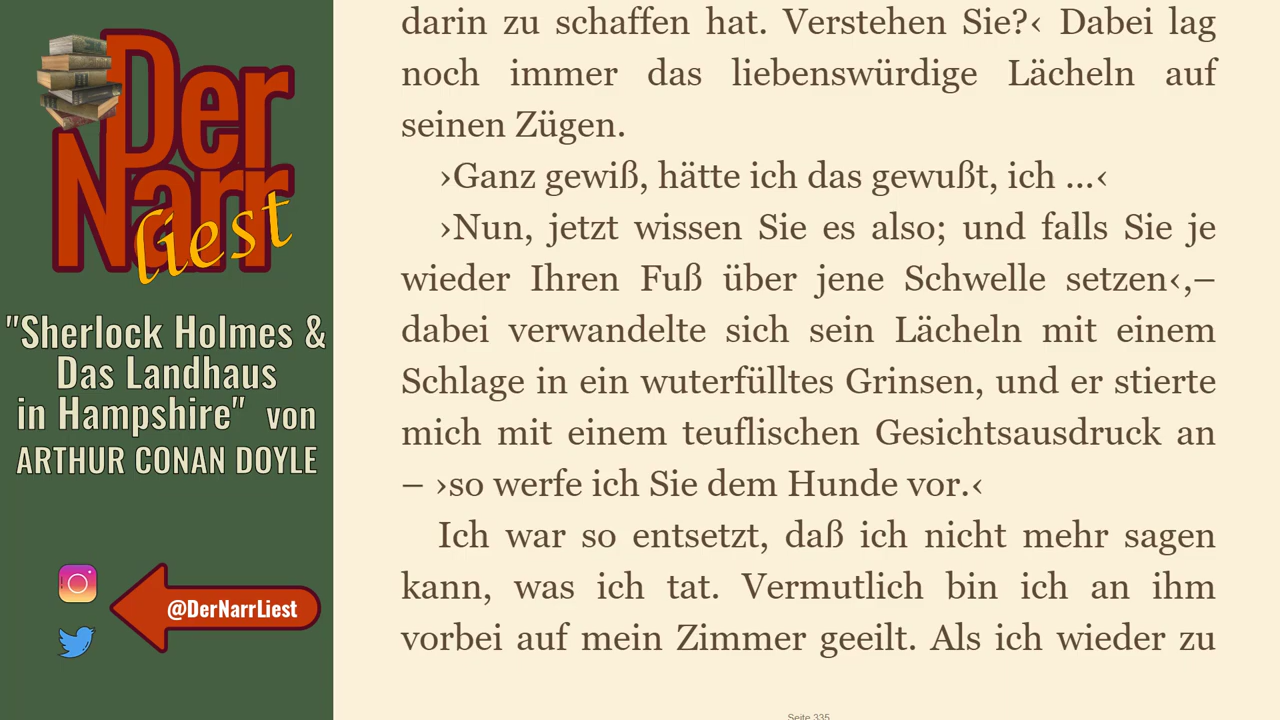 Der
Narr
liest
"Sherlock Holmes &
Das Landhaus
in Hampshire" von
ARTHUR CONAN DOYLE
@DerNarrLiest
darin zu schaffen hat. Verstehen Sie?‹ Dabei lag
noch immer das liebenswürdige Lächeln auf
seinen Zügen.
›Ganz gewiß, hätte ich das gewußt, ich ...‹
›Nun, jetzt wissen Sie es also; und falls Sie je
wieder Ihren Fuß über jene Schwelle setzen‹,–
dabei verwandelte sich sein Lächeln mit einem
Schlage in ein wuterfülltes Grinsen, und er stierte
mich mit einem teuflischen Gesichtsausdruck an
– ›so werfe ich Sie dem Hunde vor.‹
Ich war so entsetzt, daß ich nicht mehr sagen
kann, was ich tat. Vermutlich bin ich an ihm
vorbei auf mein Zimmer geeilt. Als ich wieder zu
Seite 335